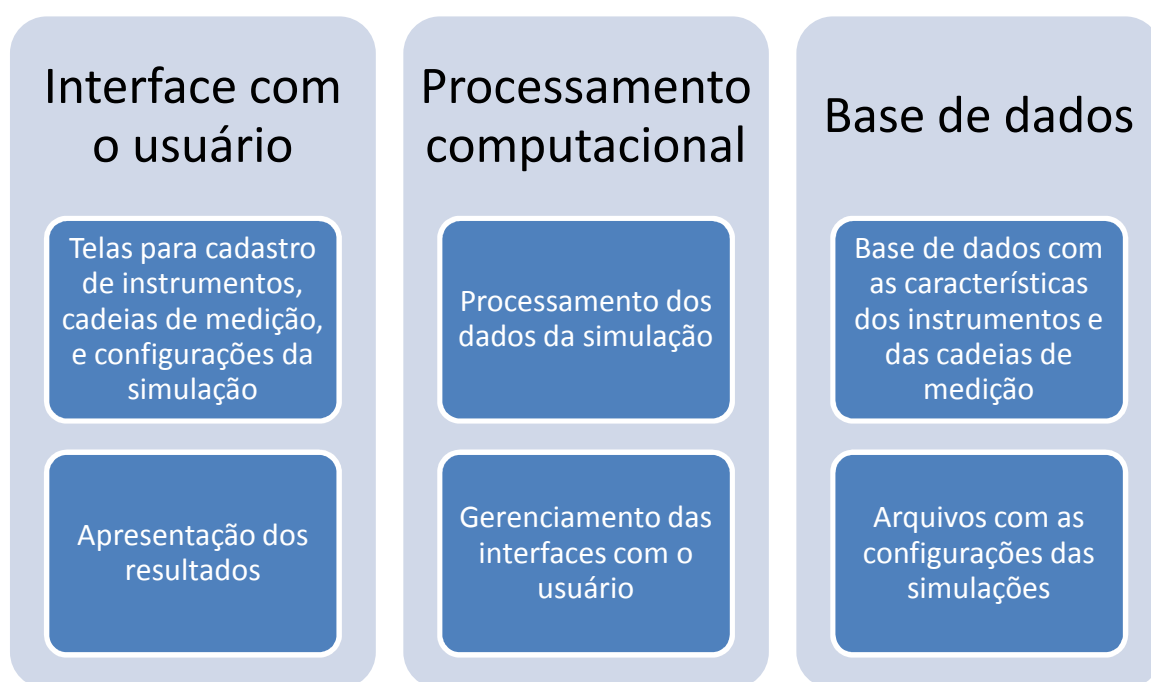 Interface com
o usuário
Telas para cadastro
de instrumentos,
cadeias de medição,
e configurações da
simulação
Apresentação dos
resultados
Processamento
computacional
Processamento dos
dados da simulação
Gerenciamento das
interfaces com o
usuário
Base de dados
Base de dados com
as características
dos instrumentos e
das cadeias de
medição
Arquivos com as
configurações das
simulações